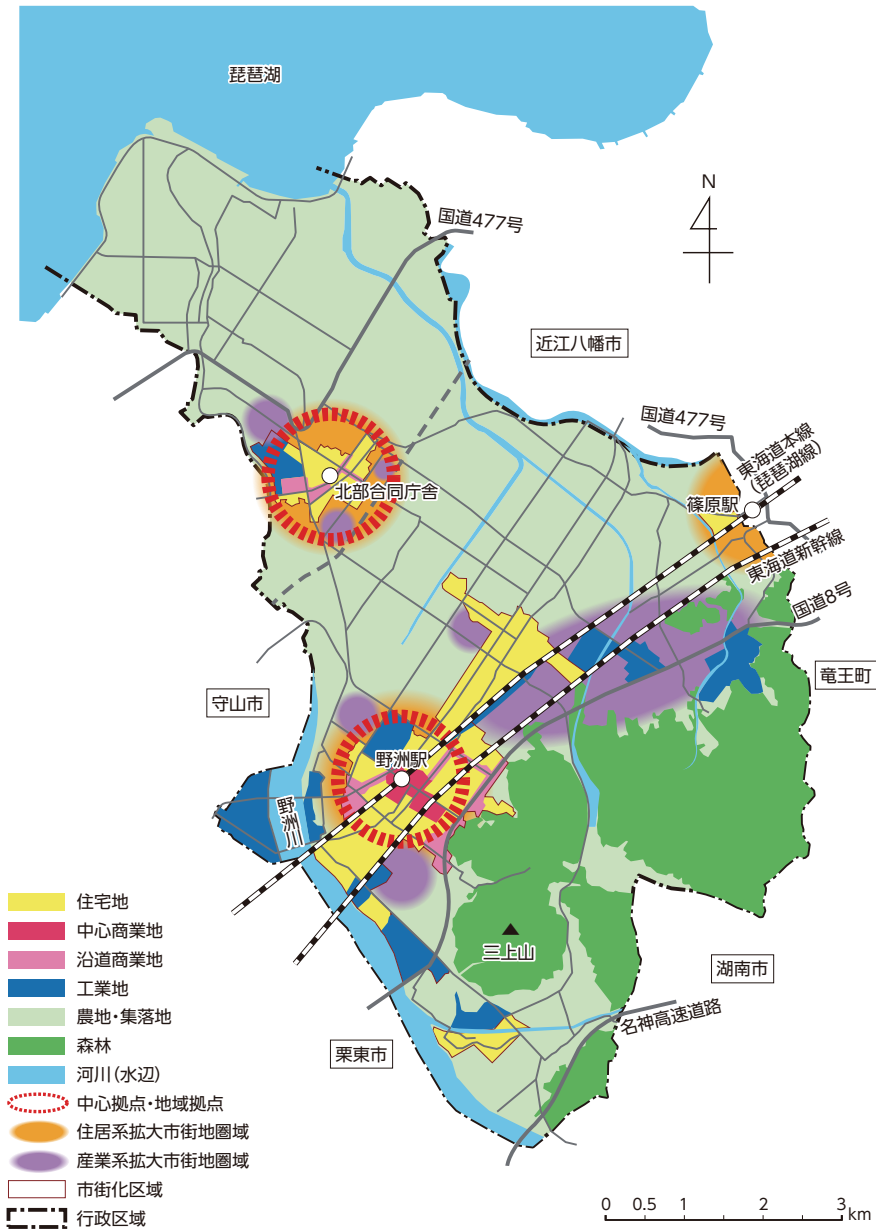 琵琶湖
N
国道477号
近江八幡市
国道477号
東海道本線
(琵琶湖線)
北部合同庁舎
篠原駅
東海道新幹線
国道8号
竜王町
守山市
野洲駅
野洲川
三上山
湖南市
名神高速道路
栗東市
住宅地
中心商業地
沿道商業地
工業地
農地・集落地
森林
河川(水辺)
中心拠点・地域拠点
住居系拡大市街地圏域
産業系拡大市街地圏域
市街化区域
行政区域
0 0.5 1 2 3 km